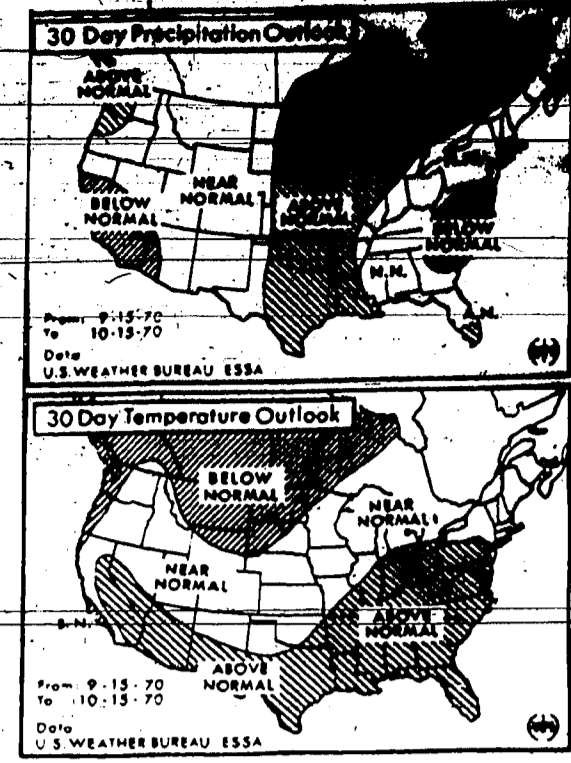 30 Day Precipitation Outlook
ABOVE
NORMAL
NEAR
NORMAL
BELOW
NORMAL
ABOVE
NORMAL
BELOW
NORMAL
N.N.
A.N.
From: 9-15-70
To 10-15-70
Data
U.S. WEATHER BUREAU ESSA
30 Day Temperature Outlook
BELOW
NORMAL
NEAR
NORMAL
NEAR
NORMAL
B.N.
ABOVE
NORMAL
ABOVE
NORMAL
From: 9-15-70
To 10-15-70
Data
U.S. WEATHER BUREAU ESSA